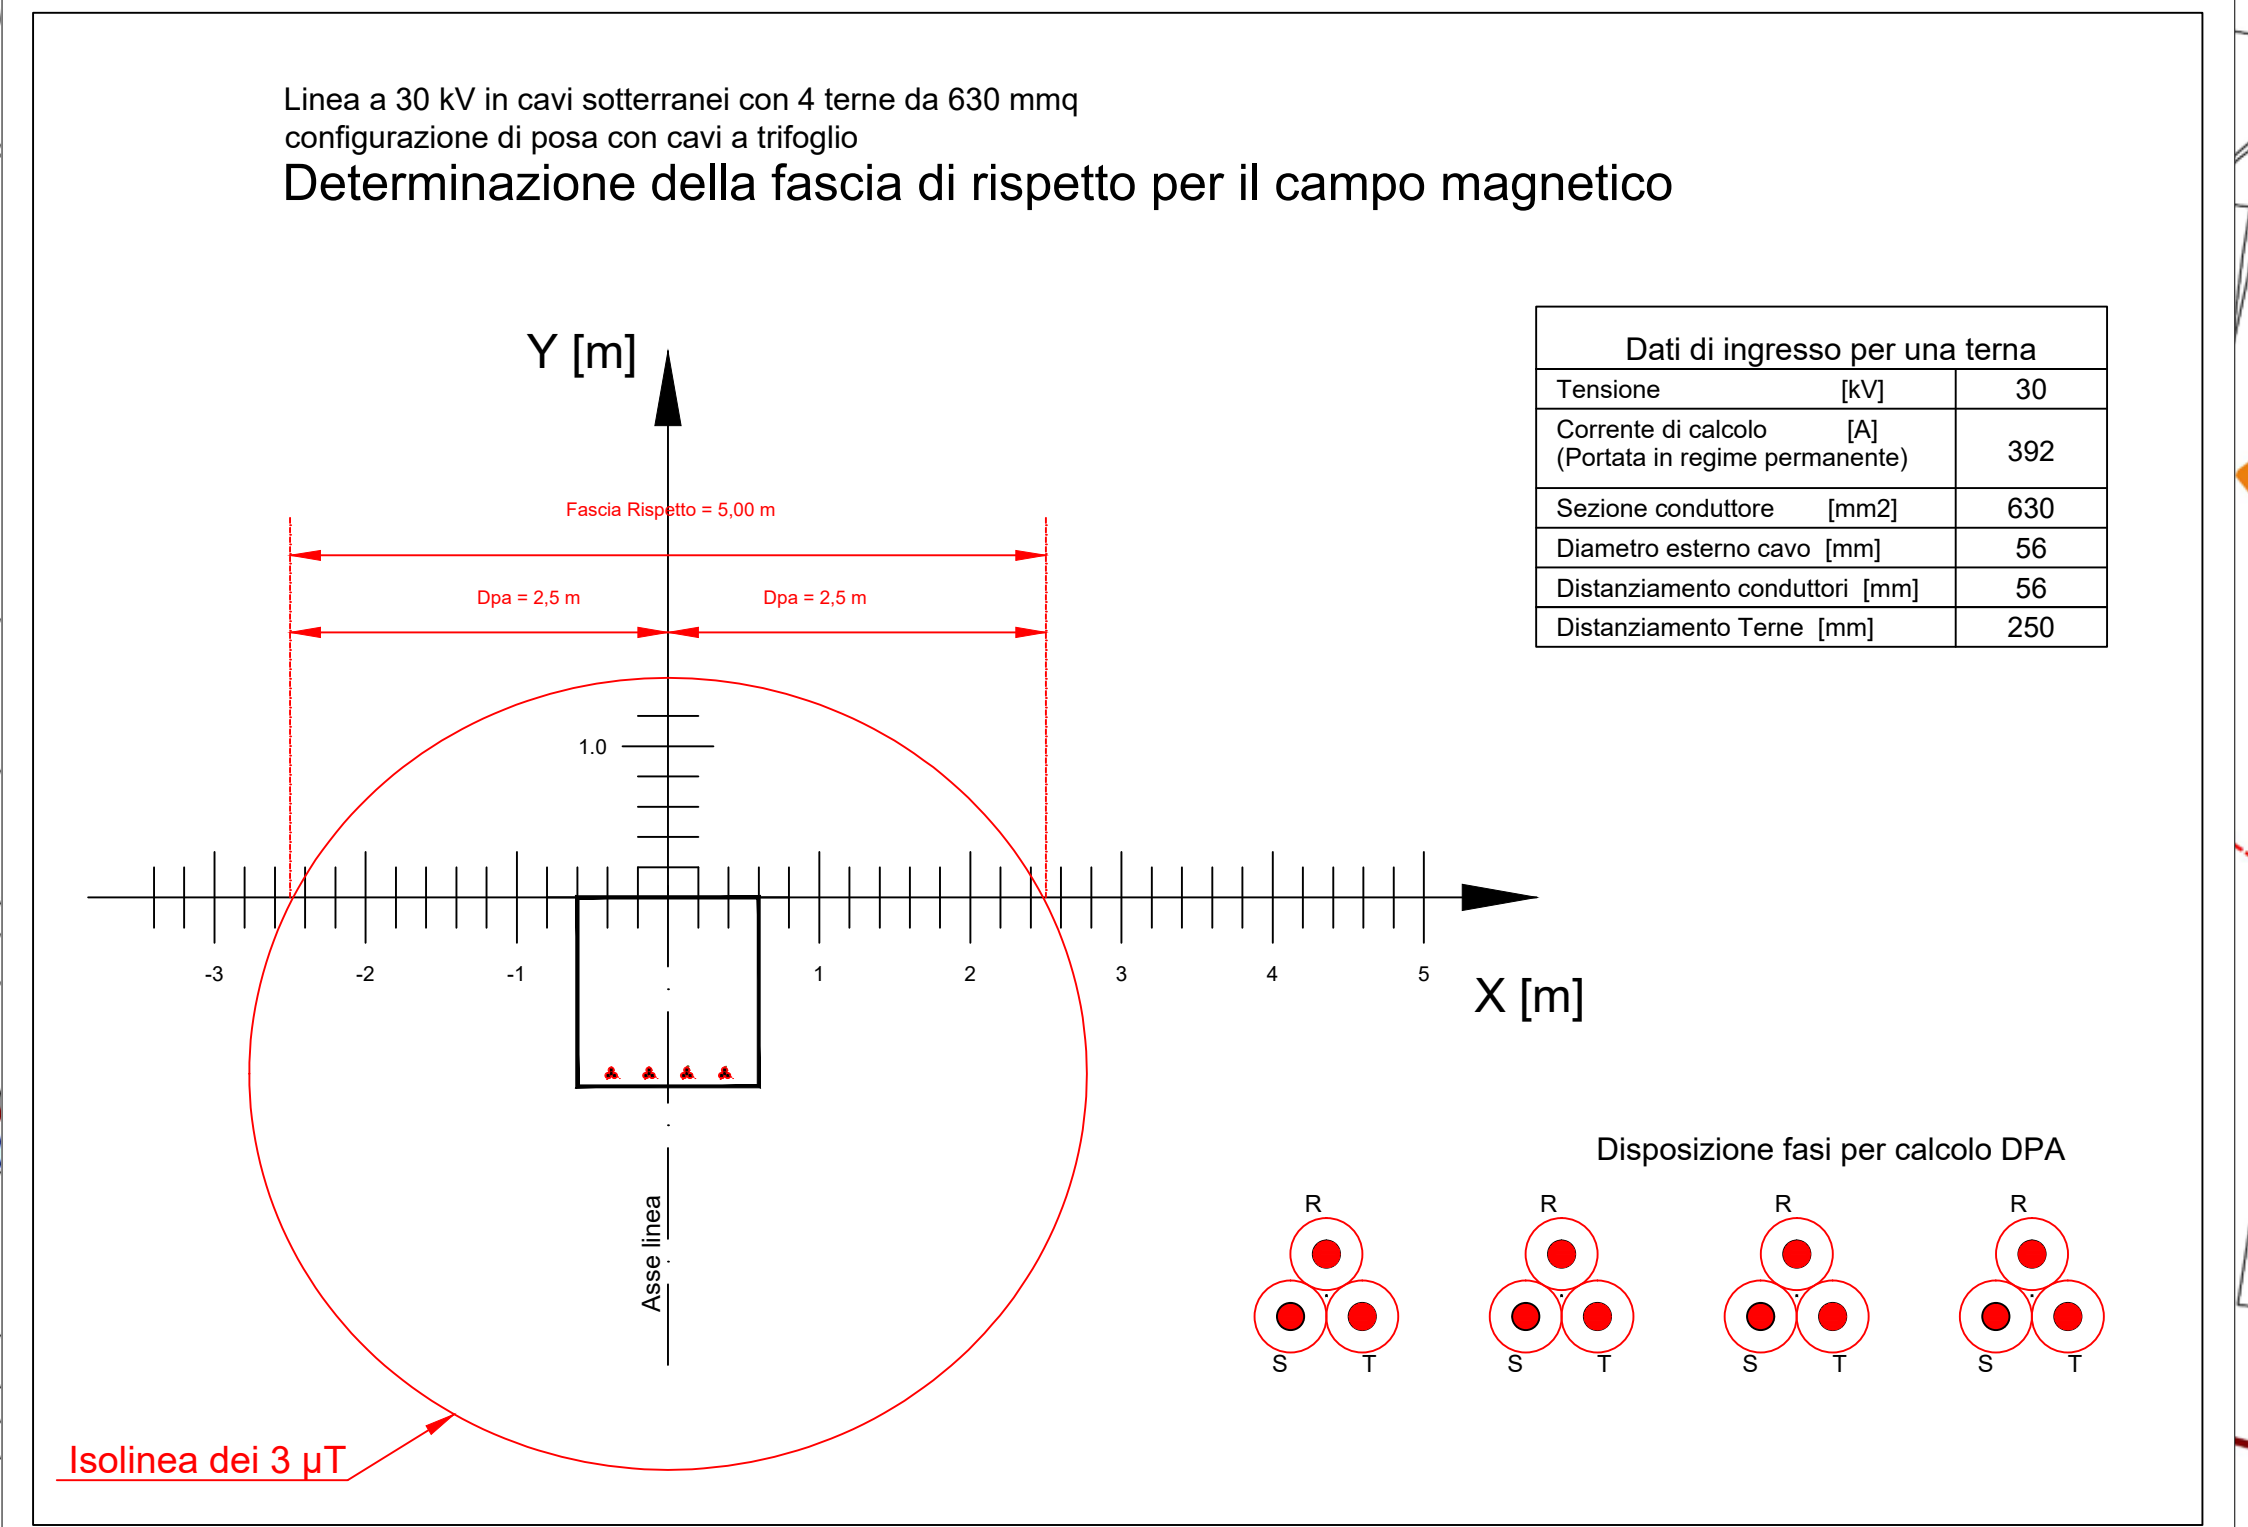 Linea a 30 kV in cavi sotterranei con 4 terne da 630 mmq
configurazione di posa con cavi a trifoglio
Determinazione della fascia di rispetto per il campo magnetico
Dati di ingresso per una terna
Tensione [kV] 30
Corrente di calcolo [A]
(Portata in regime permanente) 392
Sezione conduttore [mm2] 630
Diametro esterno cavo [mm] 56
Distanziamento conduttori [mm] 56
Distanziamento Terne [mm] 250
Y [m]
Fascia Rispetto = 5,00 m
Dpa = 2,5 m Dpa = 2,5 m
1.0
-3 -2 -1 1 2 3 4 5
X [m]
Asse linea
Isolinea dei 3 µT
Disposizione fasi per calcolo DPA
R R R R
S T S T S T S T